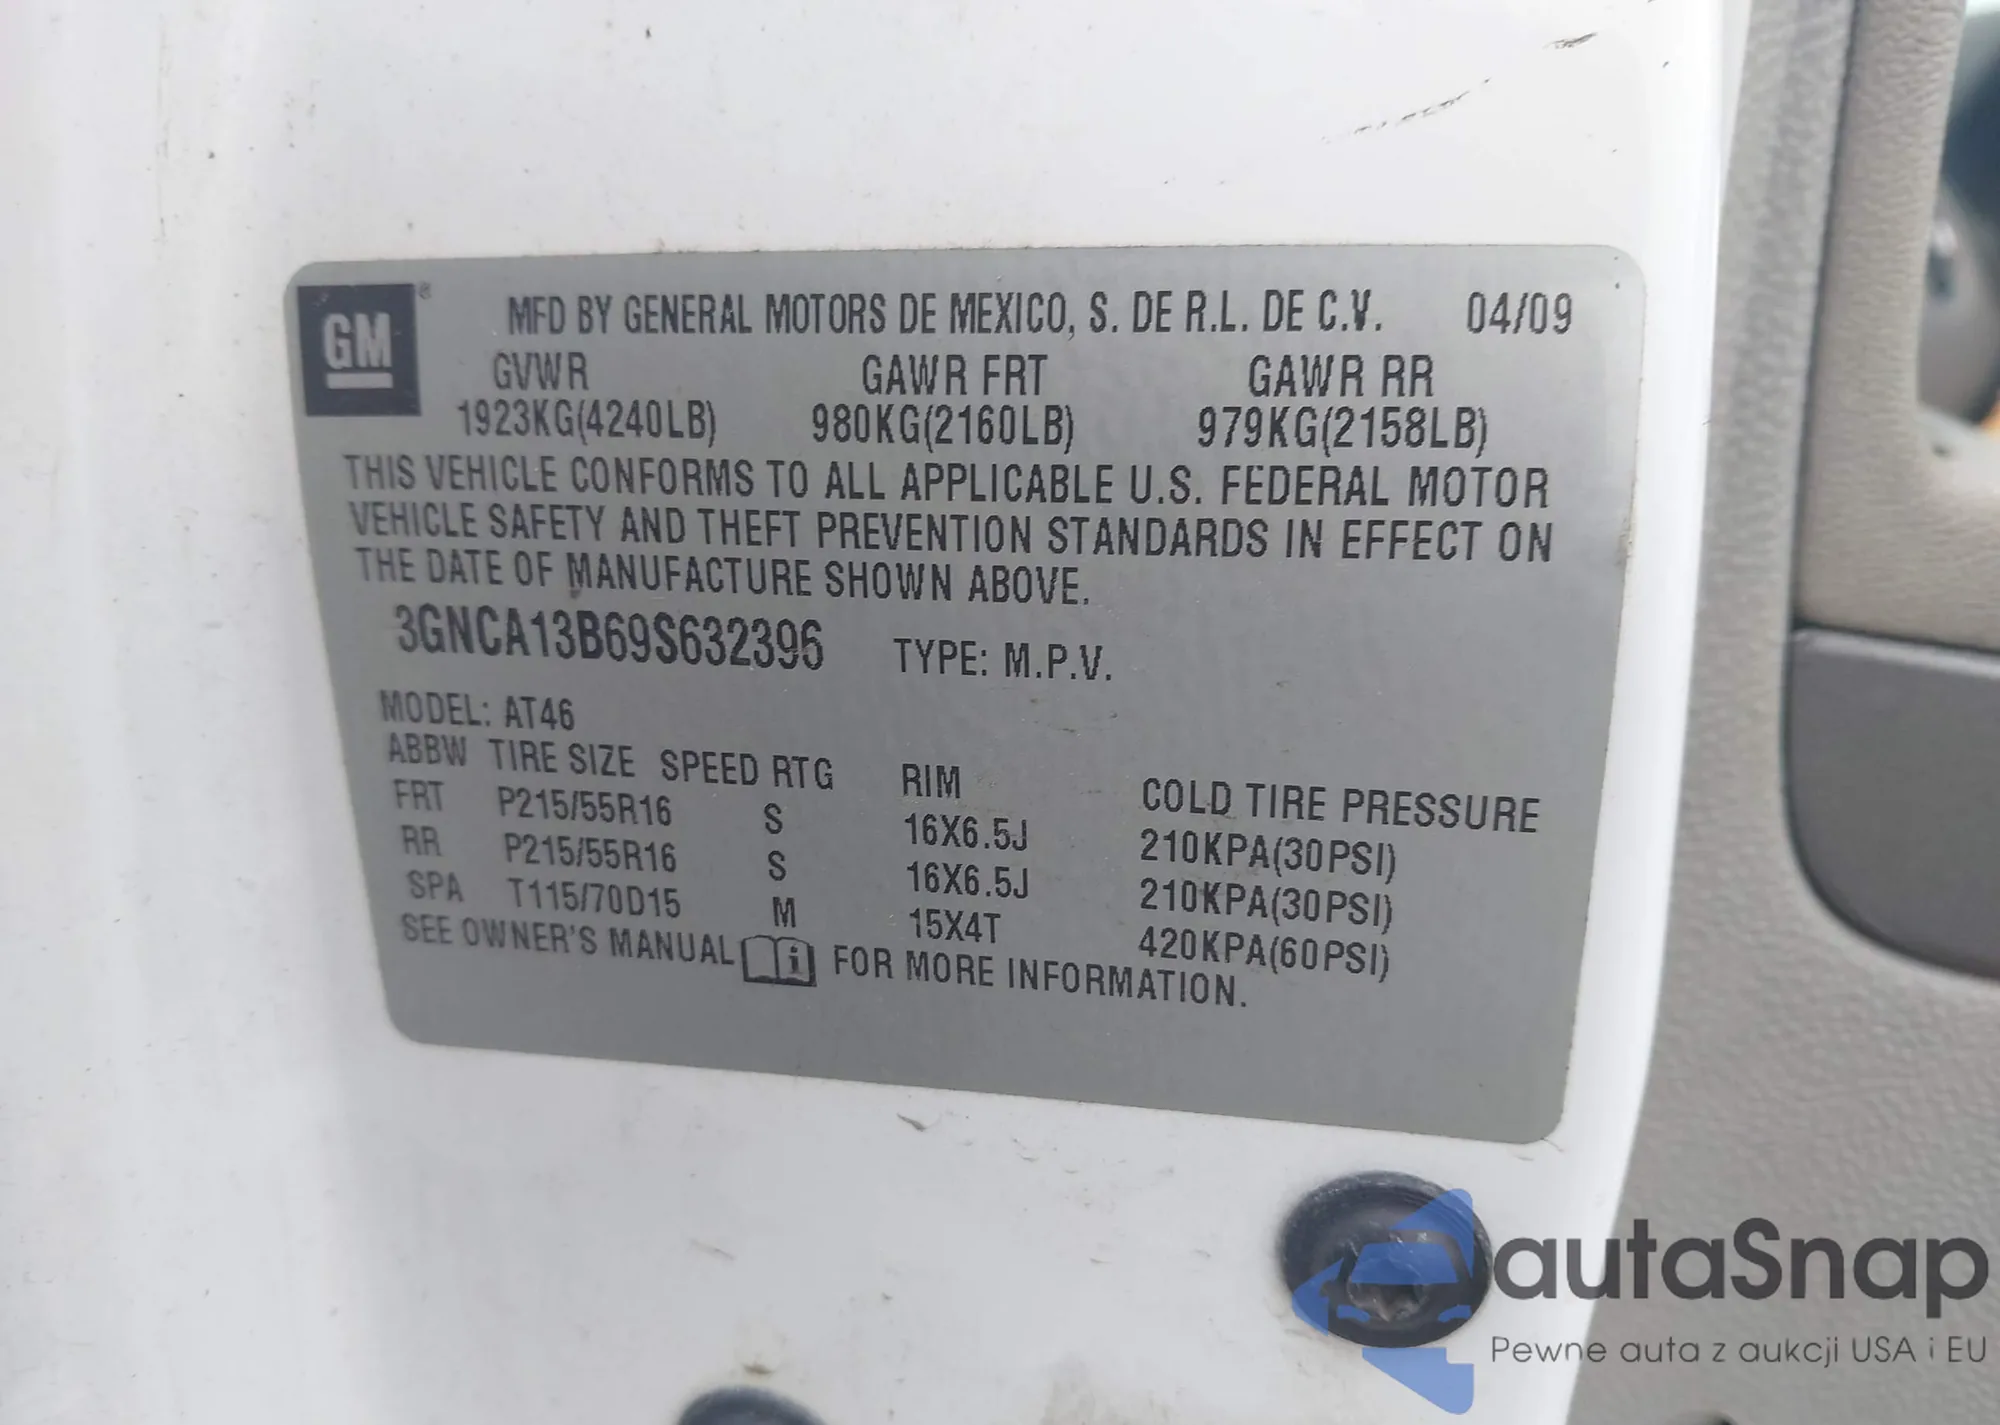 GM®
MFD BY GENERAL MOTORS DE MEXICO, S. DE R.L. DE C.V. 04/09
GVWR GAWR FRT GAWR RR
1923KG(4240LB) 980KG(2160LB) 979KG(2158LB)
THIS VEHICLE CONFORMS TO ALL APPLICABLE U.S. FEDERAL MOTOR
VEHICLE SAFETY AND THEFT PREVENTION STANDARDS IN EFFECT ON
THE DATE OF MANUFACTURE SHOWN ABOVE.
3GNCA13B69S632396 TYPE: M.P.V.
MODEL: AT46
ABBW TIRE SIZE SPEED RTG RIM COLD TIRE PRESSURE
FRT P215/55R16 S 16X6.5J 210KPA(30PSI)
RR P215/55R16 S 16X6.5J 210KPA(30PSI)
SPA T115/70D15 M 15X4T 420KPA(60PSI)
SEE OWNER'S MANUAL i FOR MORE INFORMATION.
autaSnap
Pewne auta z aukcji USA i EU